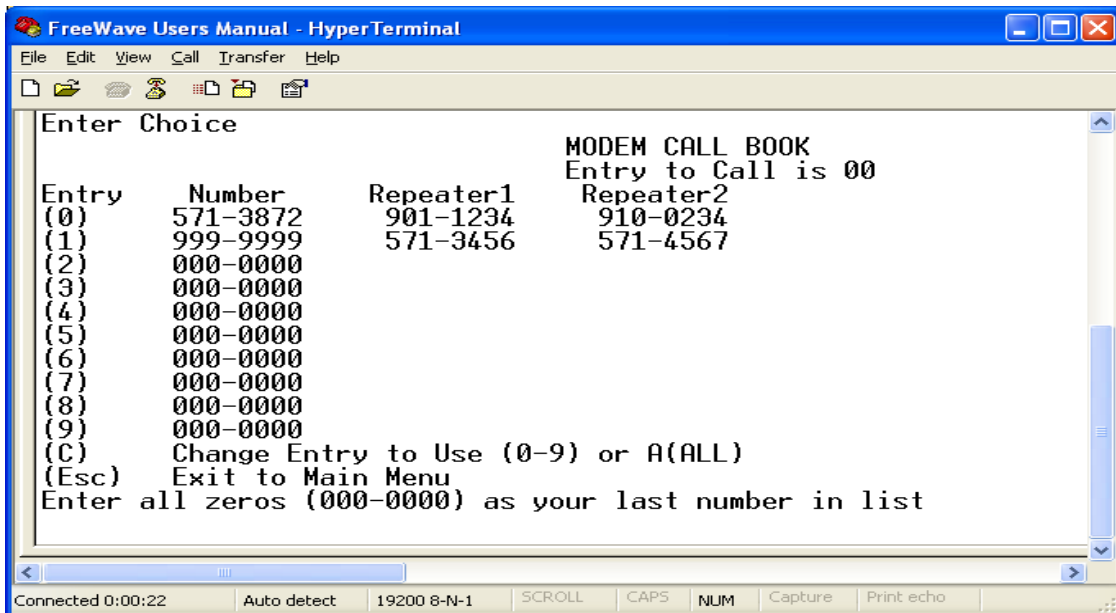 FreeWave Users Manual - HyperTerminal
File Edit View Call Transfer Help
Enter Choice
MODEM CALL BOOK
Entry to Call is 00
Entry Number Repeater1 Repeater2
(0) 571-3872 901-1234 910-0234
(1) 999-9999 571-3456 571-4567
(2) 000-0000
(3) 000-0000
(4) 000-0000
(5) 000-0000
(6) 000-0000
(7) 000-0000
(8) 000-0000
(9) 000-0000
(C) Change Entry to Use (0-9) or A(ALL)
(Esc) Exit to Main Menu
Enter all zeros (000-0000) as your last number in list
Connected 0:00:22 Auto detect 19200 8-N-1 SCROLL CAPS NUM Capture Print echo